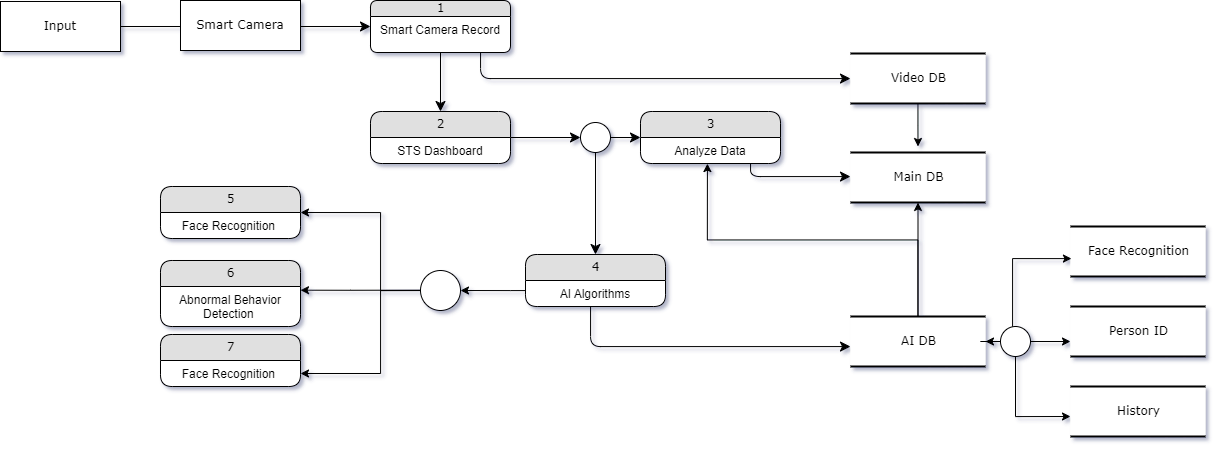 Input
Smart Camera
1
Smart Camera Record
Video DB
2
STS Dashboard
3
Analyze Data
Main DB
5
Face Recognition
6
Abnormal Behavior
Detection
7
Face Recognition
4
AI Algorithms
AI DB
Face Recognition
Person ID
History